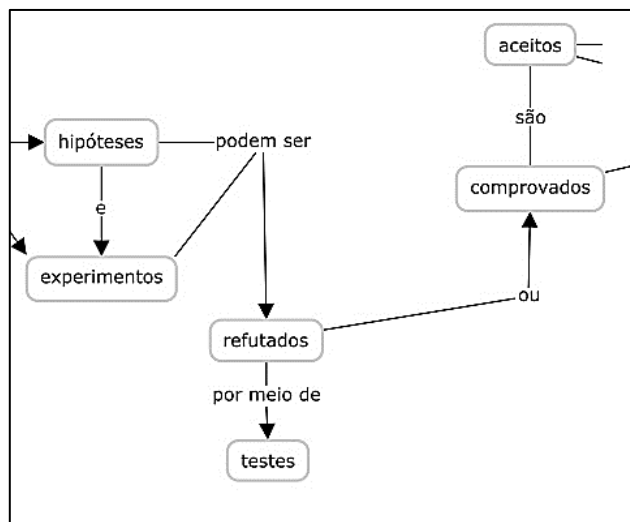 aceitos
são
hipóteses
podem ser
comprovados
e
experimentos
ou
refutados
por meio de
testes